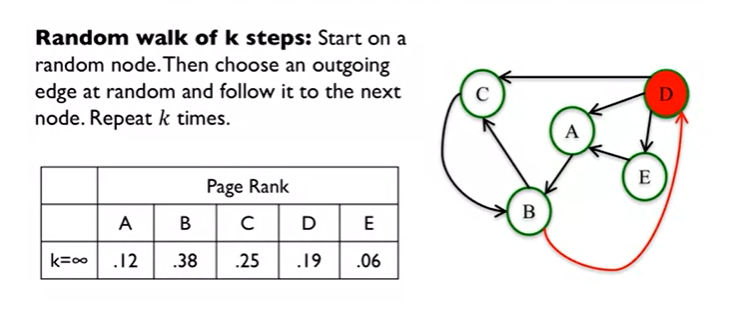 Random walk of k steps: Start on a
random node.Then choose an outgoing
edge at random and follow it to the next
node. Repeat k times.
Page Rank
A B C D E
k=∞ .12 .38 .25 .19 .06
C
D
A
E
B